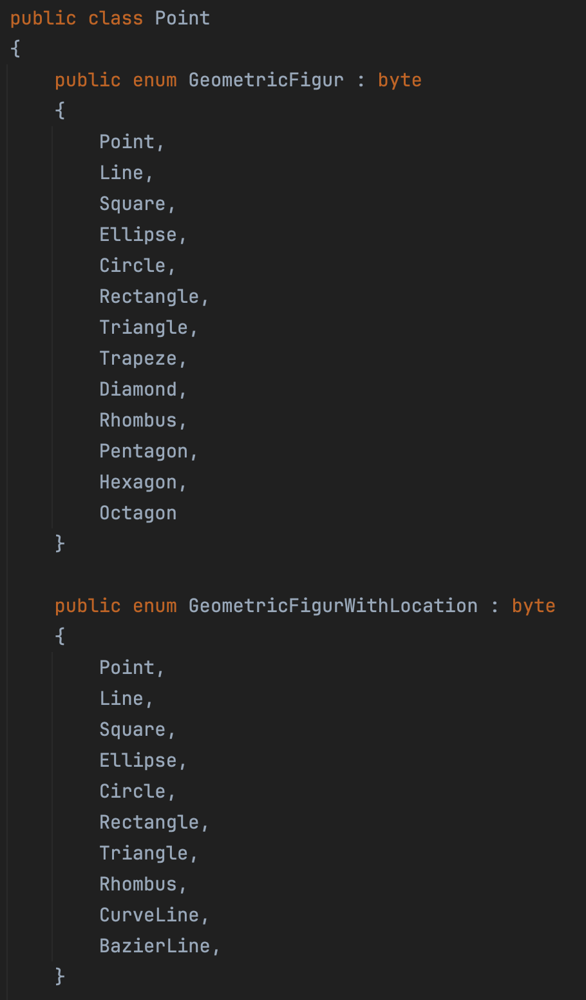 public class Point
{
    public enum GeometricFigur : byte
    {
        Point,
        Line,
        Square,
        Ellipse,
        Circle,
        Rectangle,
        Triangle,
        Trapeze,
        Diamond,
        Rhombus,
        Pentagon,
        Hexagon,
        Octagon
    }

    public enum GeometricFigurWithLocation : byte
    {
        Point,
        Line,
        Square,
        Ellipse,
        Circle,
        Rectangle,
        Triangle,
        Rhombus,
        CurveLine,
        BazierLine,
    }